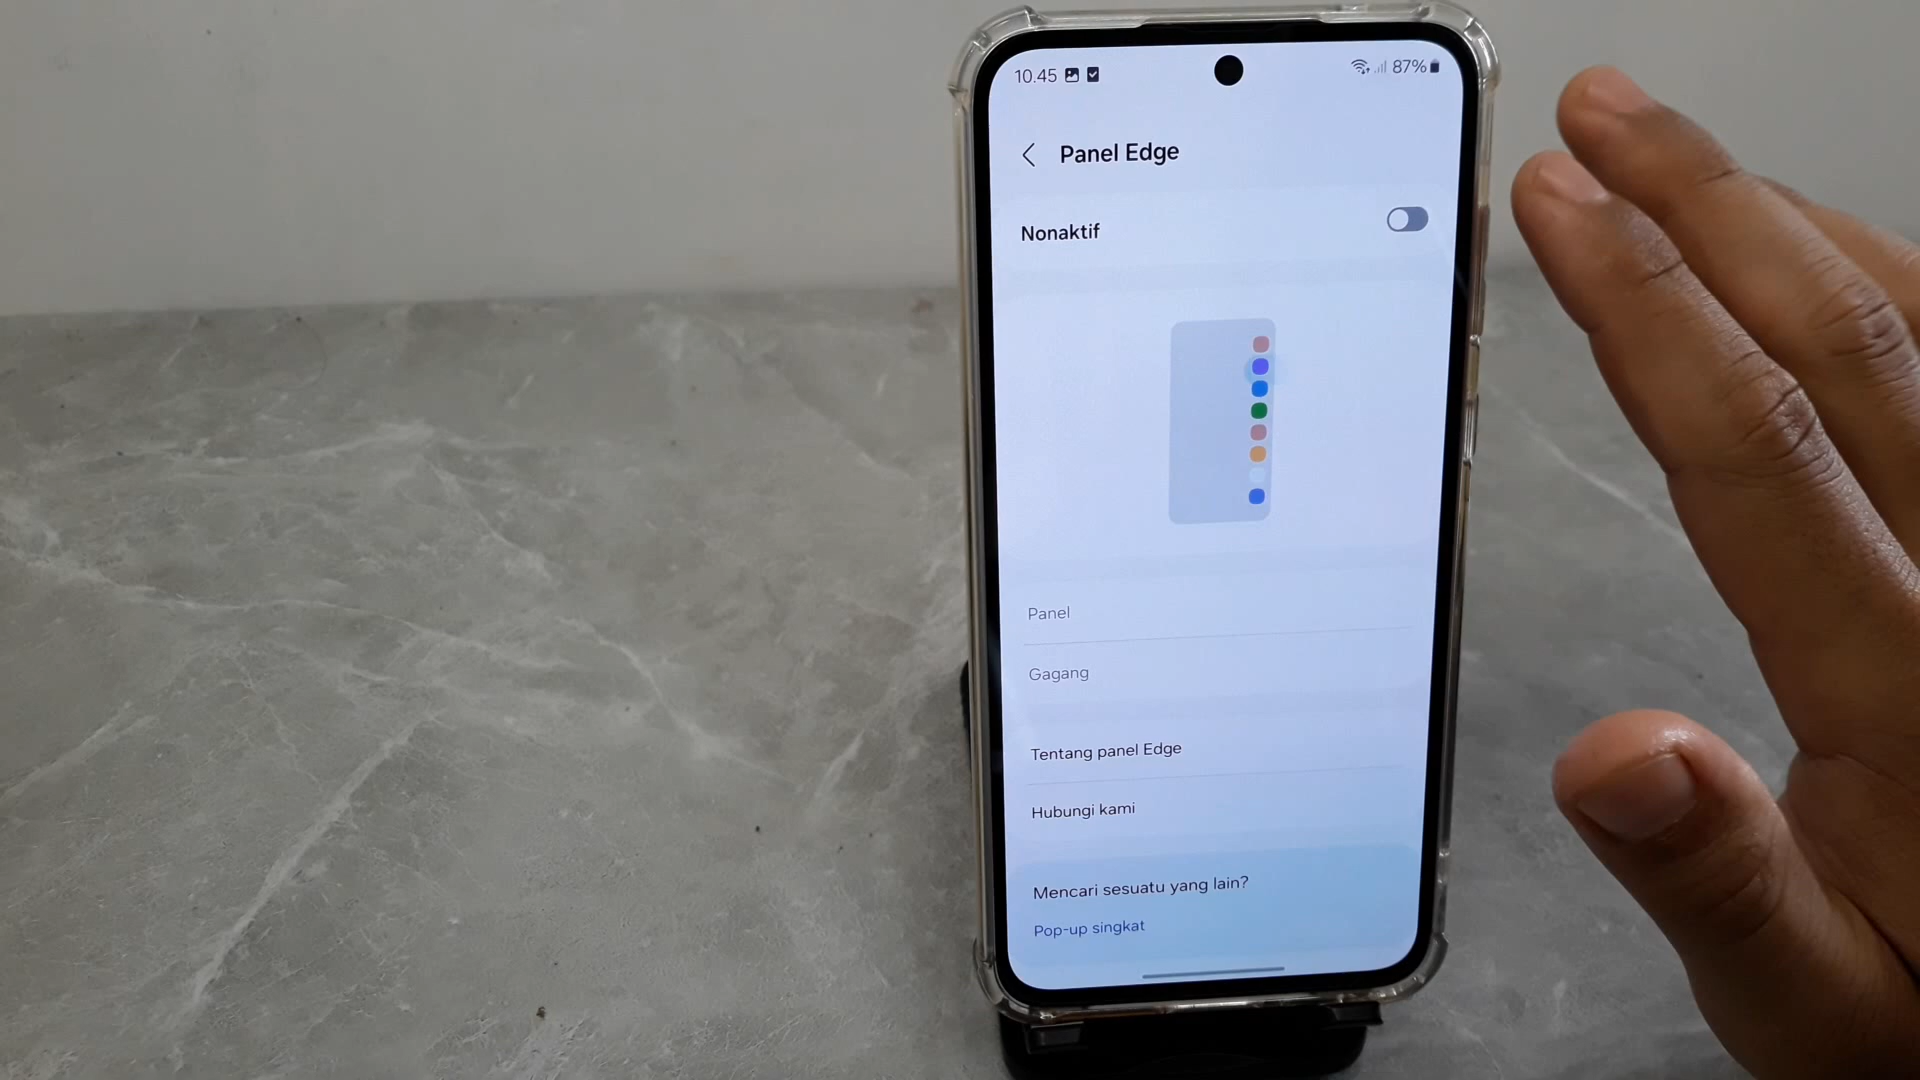 10.45 87%
Panel Edge
Nonaktif
Panel
Gagang
Tentang panel Edge
Hubungi kami
Mencari sesuatu yang lain?
Pop-up singkat